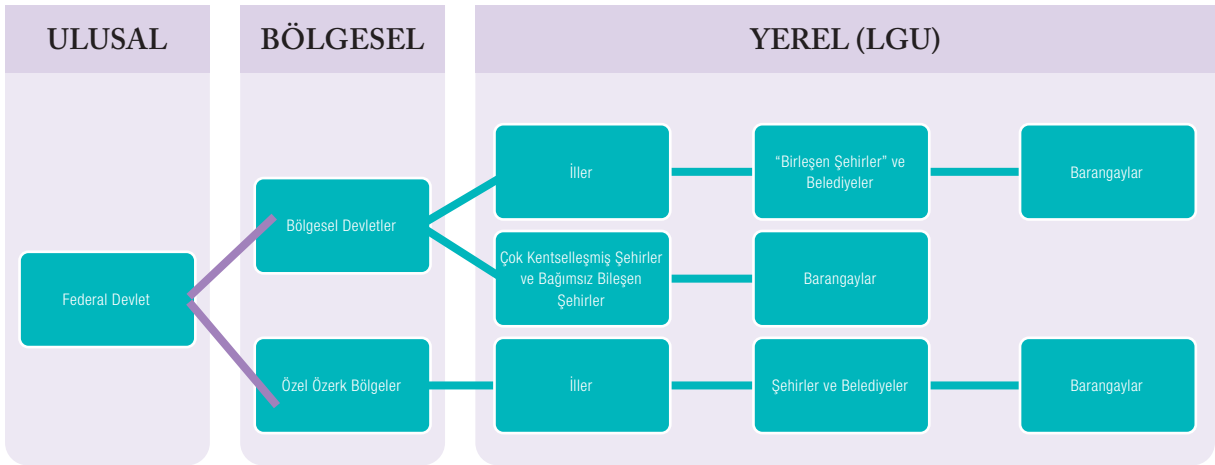 ULUSAL
BÖLGESEL
YEREL (LGU)
Federal Devlet
Bölgesel Devletler
Özel Özerk Bölgeler
İller
"Birleşen Şehirler" ve
Belediyeler
Barangaylar
Çok Kentselleşmiş Şehirler
ve Bağımsız Bileşen
Şehirler
Barangaylar
İller
Şehirler ve Belediyeler
Barangaylar